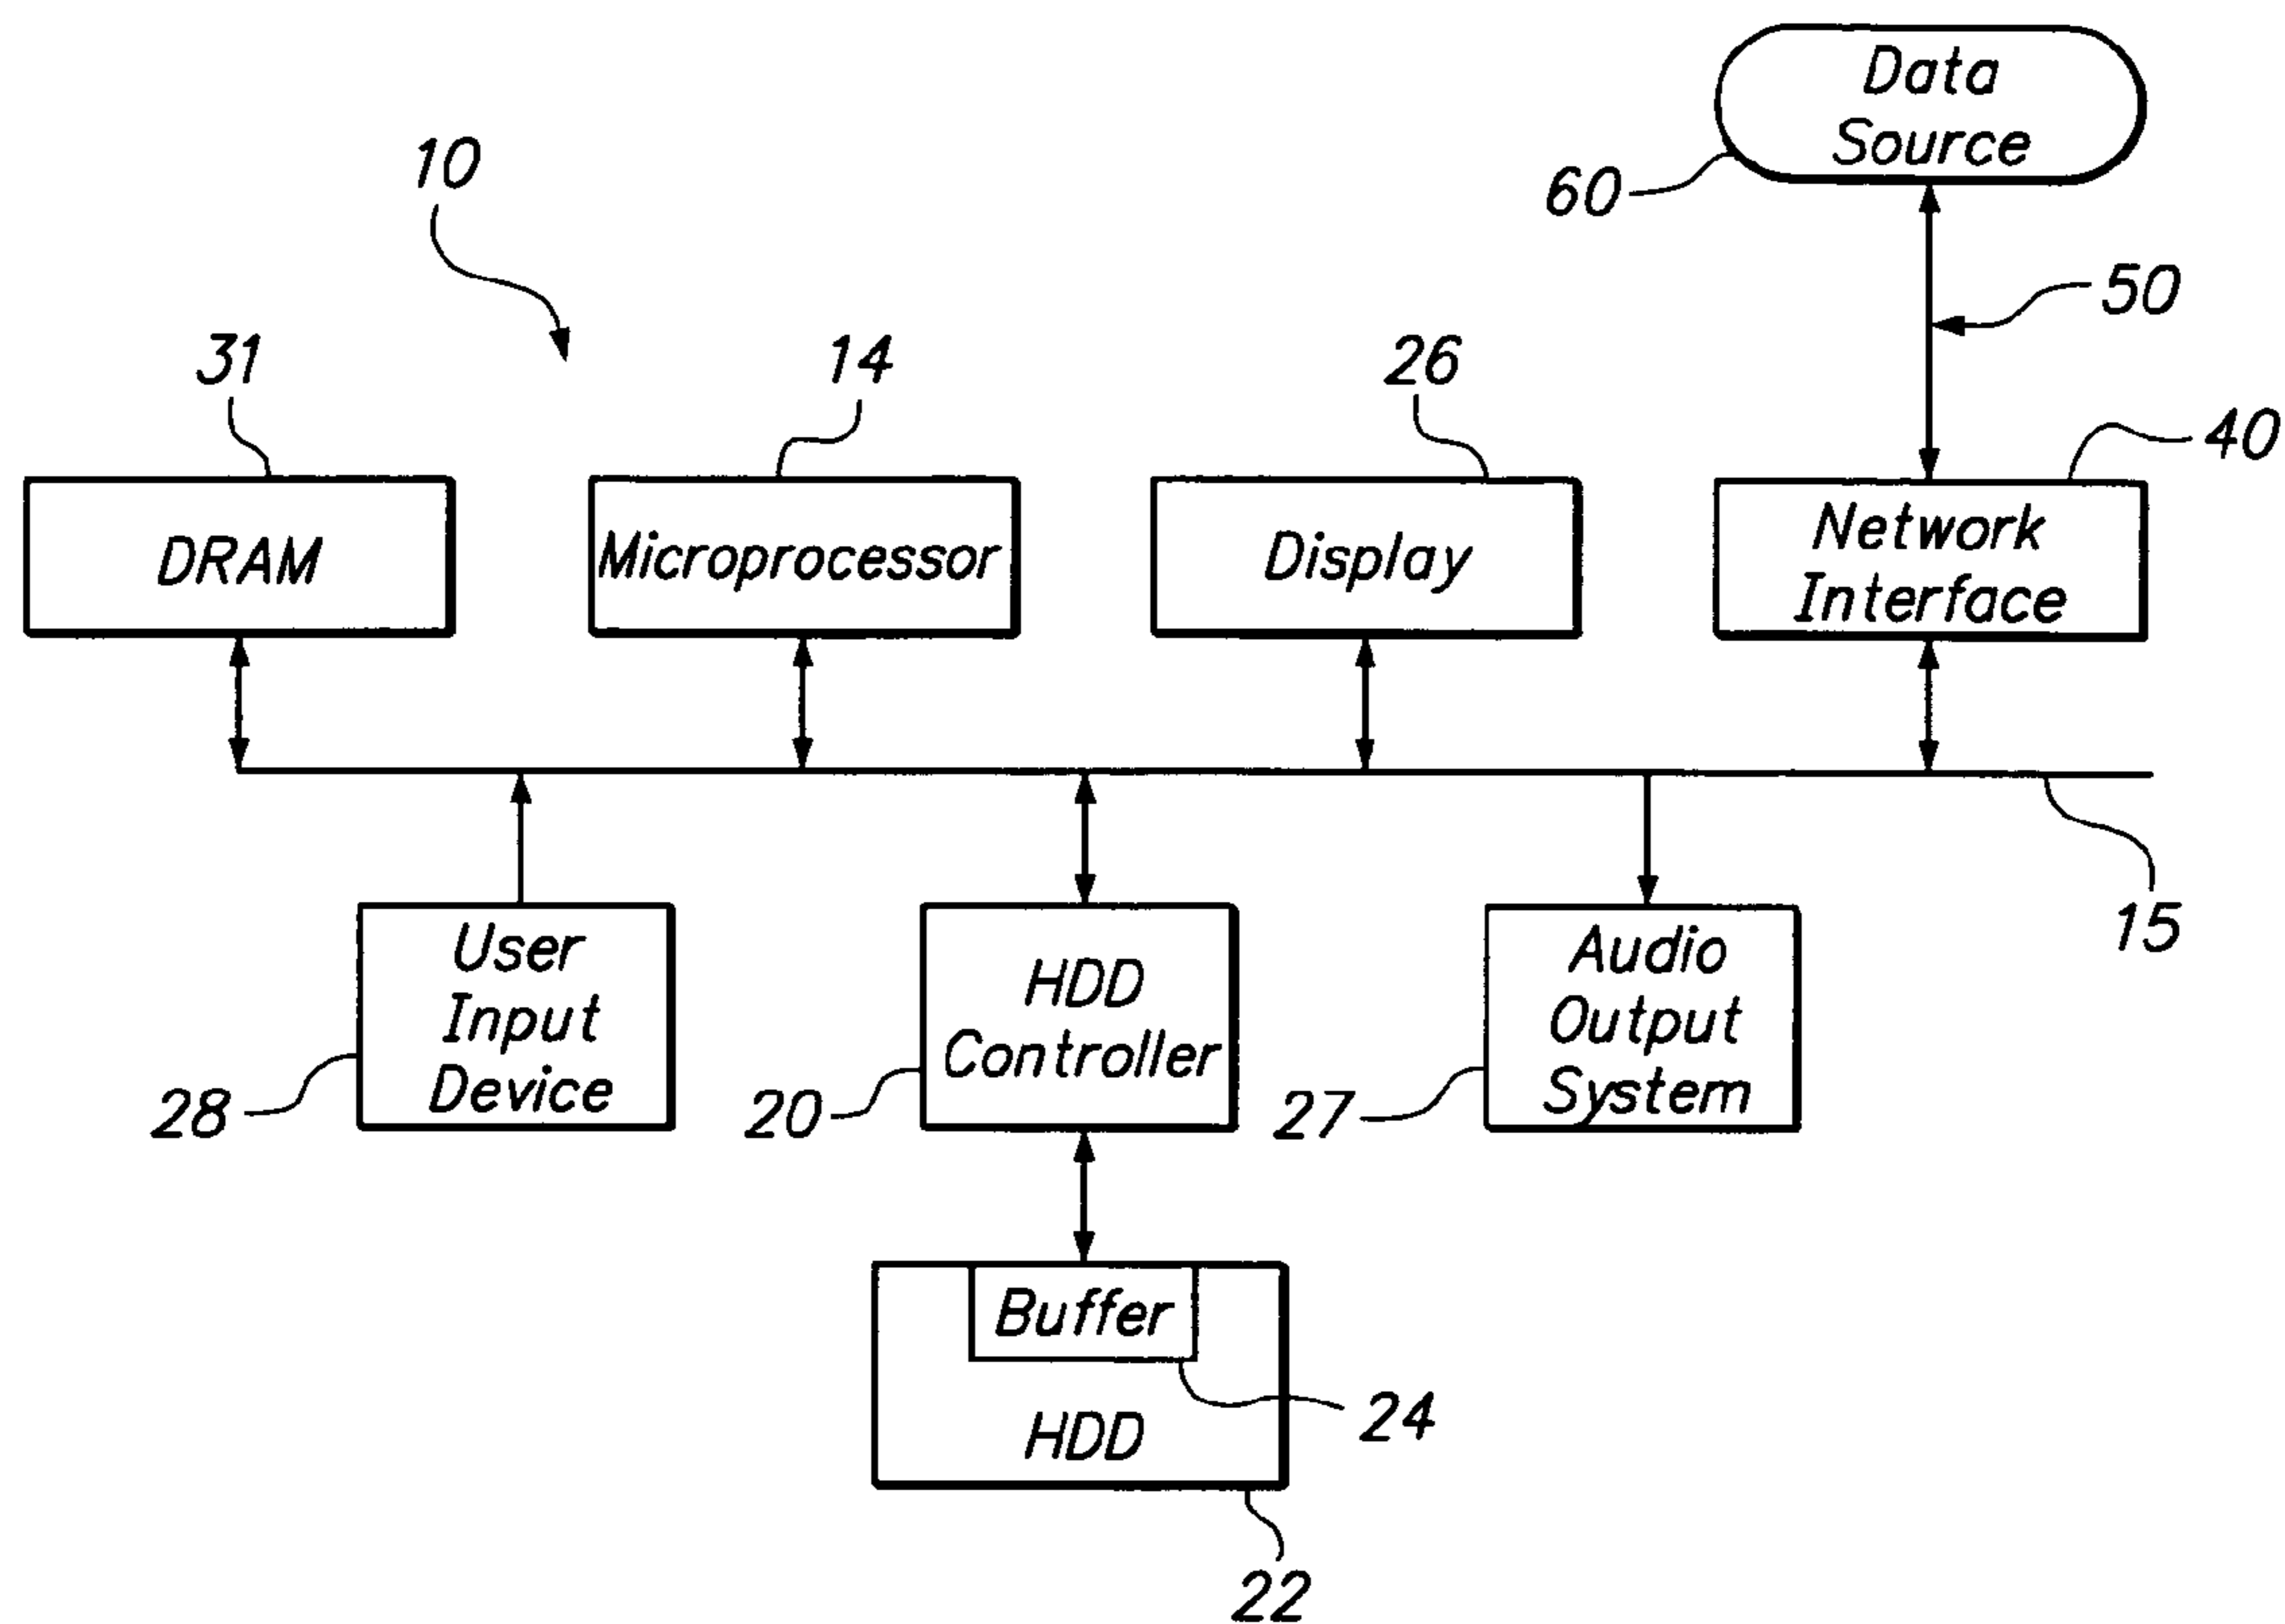 Data
Source
10
60
50
31
14
26
40
DRAM
Microprocessor
Display
Network
Interface
15
User
Input
Device
HDD
Controller
Audio
Output
System
28
20
27
Buffer
24
HDD
22